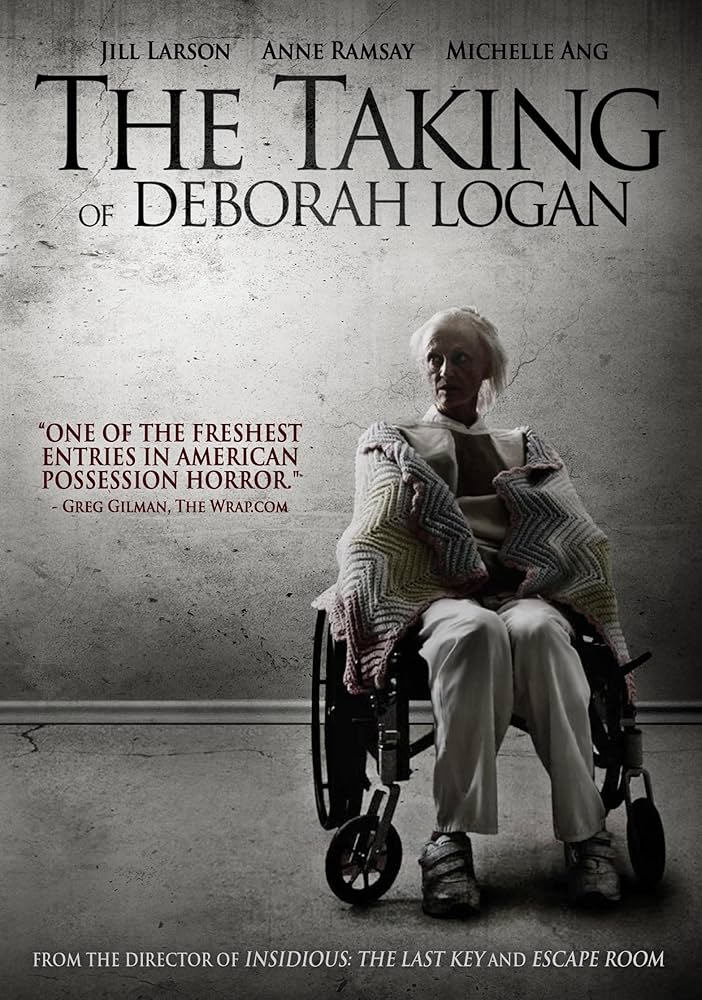 JILL LARSON ANNE RAMSAY MICHELLE ANG
THE TAKING
OF DEBORAH LOGAN
“ONE OF THE FRESHEST
ENTRIES IN AMERICAN
POSSESSION HORROR."
- GREG GILMAN, THE WRAP.COM
FROM THE DIRECTOR OF INSIDIOUS: THE LAST KEY AND ESCAPE ROOM